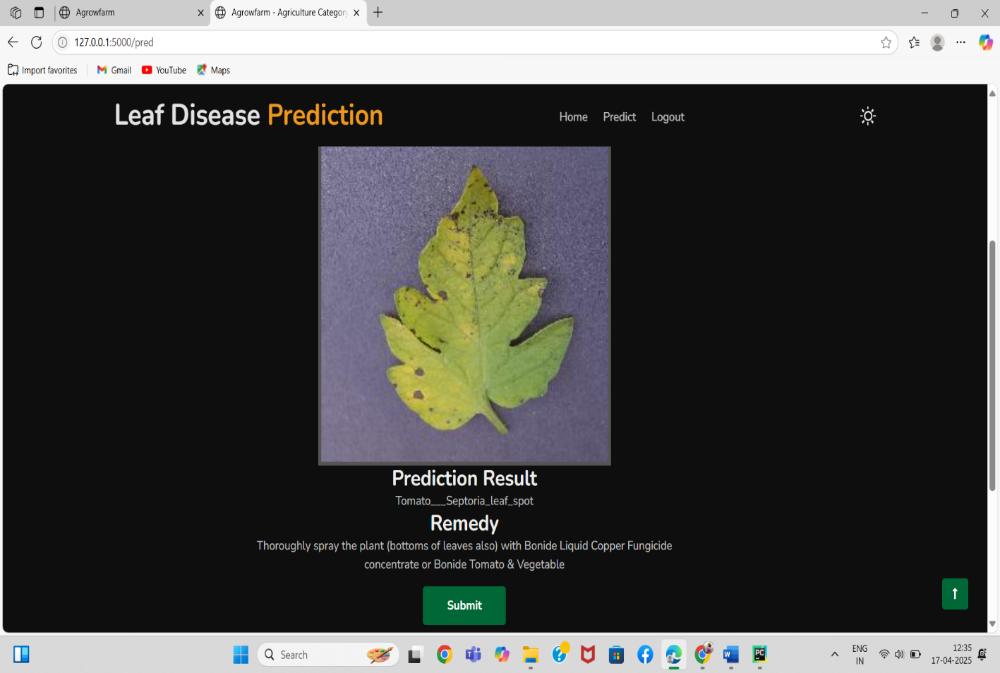 Agrowfarm
Agrowfarm - Agriculture Categor
127.0.0.1:5000/pred
Import favorites
Gmail
YouTube
Maps
Leaf Disease Prediction
Home
Predict
Logout
Prediction Result
Tomato___Septoria_leaf_spot
Remedy
Thoroughly spray the plant (bottoms of leaves also) with Bonide Liquid Copper Fungicide
concentrate or Bonide Tomato & Vegetable
Submit
Search
W
PC
ENG
IN
12:35
17-04-2025